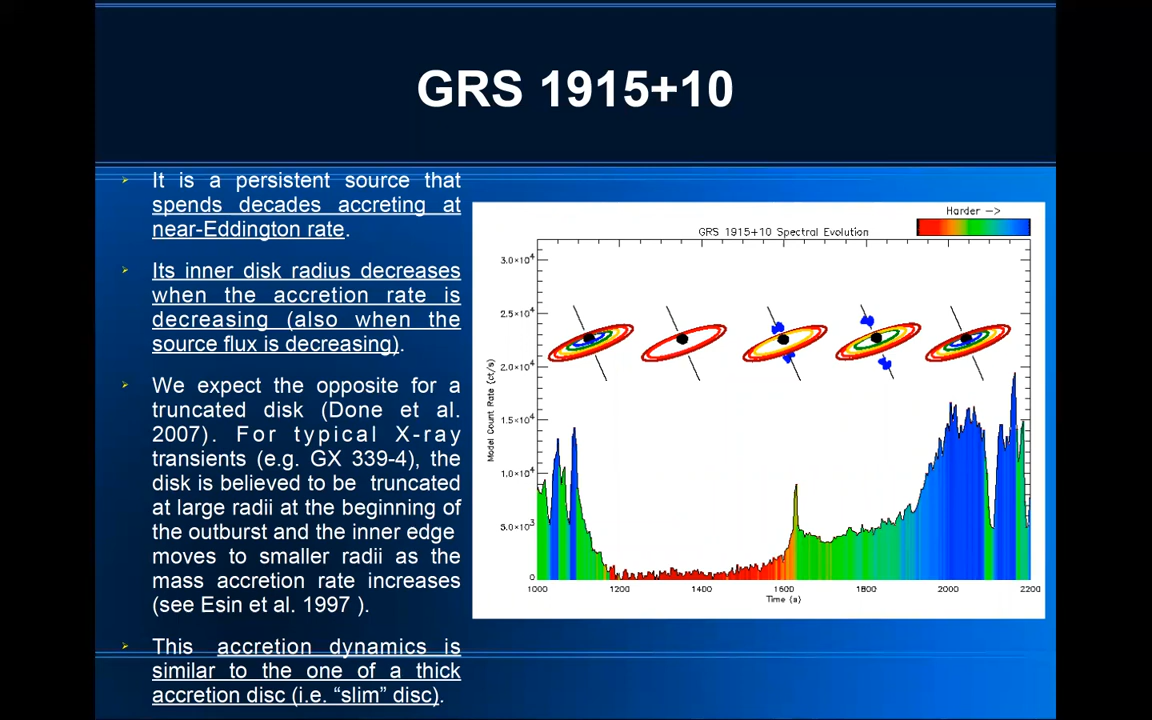 GRS 1915+10
It is a persistent source that
spends decades accreting at
near-Eddington rate.
Its inner disk radius decreases
when the accretion rate is
decreasing (also when the
source flux is decreasing).
We expect the opposite for a
truncated disk (Done et al.
2007). For typical X-ray
transients (e.g. GX 339-4), the
disk is believed to be truncated
at large radii at the beginning of
the outburst and the inner edge
moves to smaller radii as the
mass accretion rate increases
(see Esin et al. 1997 ).
This accretion dynamics is
similar to the one of a thick
accretion disc (i.e. “slim” disc).
Harder —>
GRS 1915+10 Spectral Evolution
3.0×10⁴
2.5×10⁴
2.0×10⁴
1.5×10⁴
1.0×10⁴
5.0×10³
0
Model Count Rate (ct/s)
1000 1200 1400 1600 1800 2000 2200
Time (s)